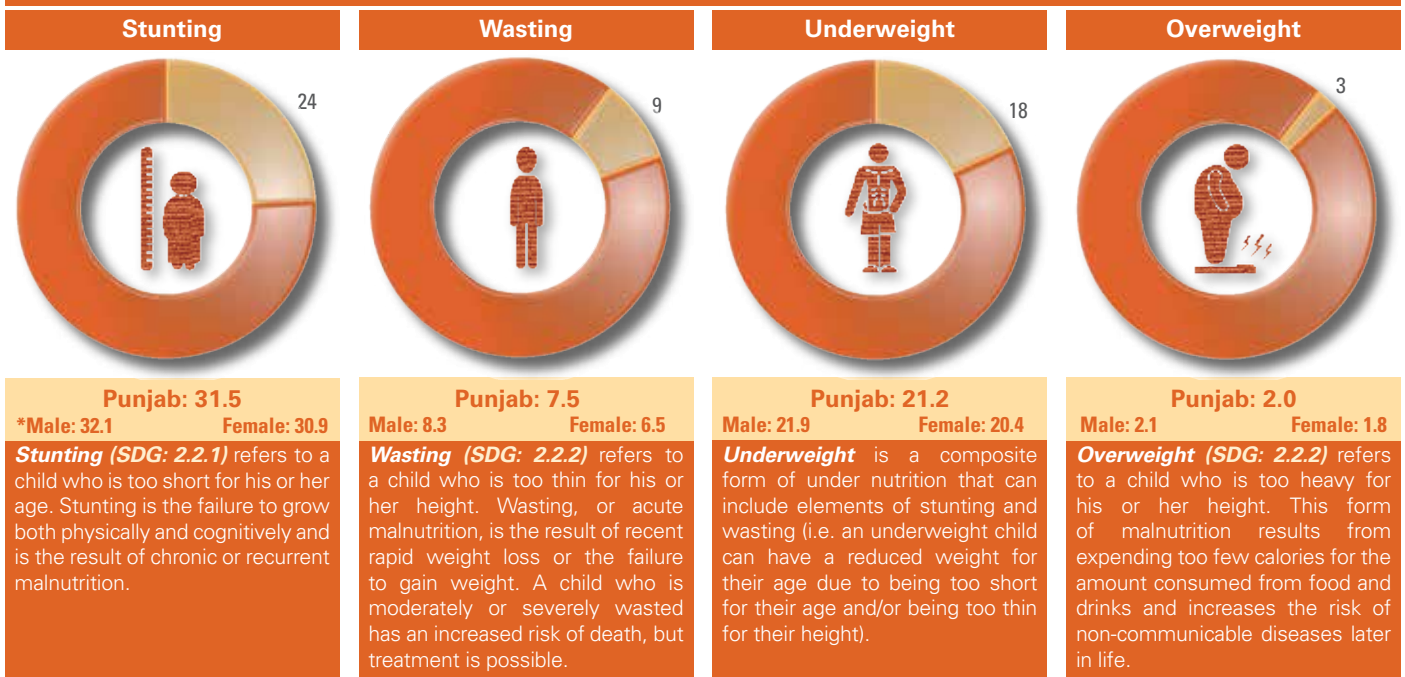 Stunting
24
Punjab: 31.5
*Male: 32.1 Female: 30.9
Stunting (SDG: 2.2.1) refers to a
child who is too short for his or her
age. Stunting is the failure to grow
both physically and cognitively and
is the result of chronic or recurrent
malnutrition.
Wasting
9
Punjab: 7.5
Male: 8.3 Female: 6.5
Wasting (SDG: 2.2.2) refers to
a child who is too thin for his or
her height. Wasting, or acute
malnutrition, is the result of recent
rapid weight loss or the failure
to gain weight. A child who is
moderately or severely wasted
has an increased risk of death, but
treatment is possible.
Underweight
18
Punjab: 21.2
Male: 21.9 Female: 20.4
Underweight is a composite
form of under nutrition that can
include elements of stunting and
wasting (i.e. an underweight child
can have a reduced weight for
their age due to being too short
for their age and/or being too thin
for their height).
Overweight
3
Punjab: 2.0
Male: 2.1 Female: 1.8
Overweight (SDG: 2.2.2) refers
to a child who is too heavy for
his or her height. This form
of malnutrition results from
expending too few calories for the
amount consumed from food and
drinks and increases the risk of
non-communicable diseases later
in life.